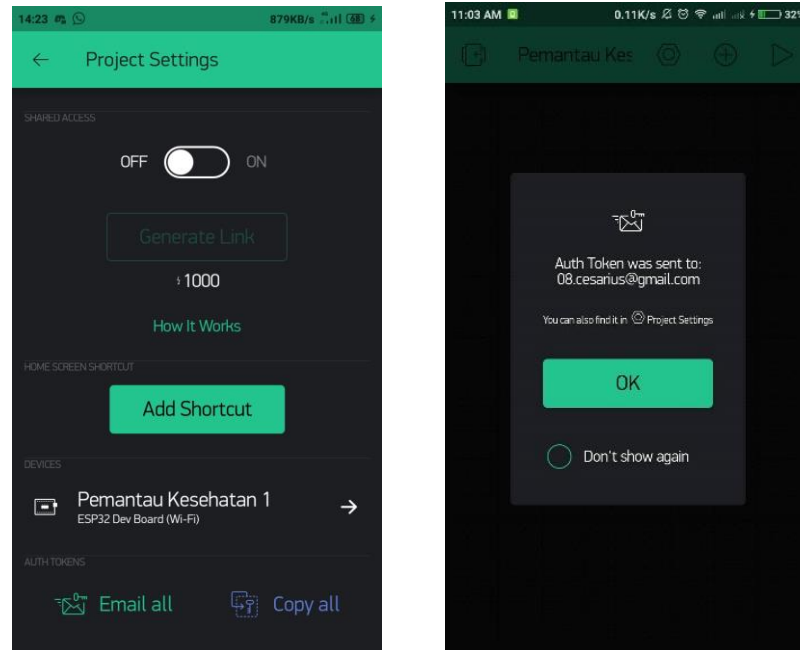 14:23
879KB/s 68
Project Settings
SHARED ACCESS
OFF ON
Generate Link
1000
How It Works
HOME SCREEN SHORTCUT
Add Shortcut
DEVICES
Pemantau Kesehatan 1
ESP32 Dev Board (Wi-Fi)
AUTH TOKENS
Email all Copy all
11:03 AM 0.11K/s 32%
Pemantau Kes
Auth Token was sent to:
08.cesarius@gmail.com
You can also find it in Project Settings
OK
Don't show again